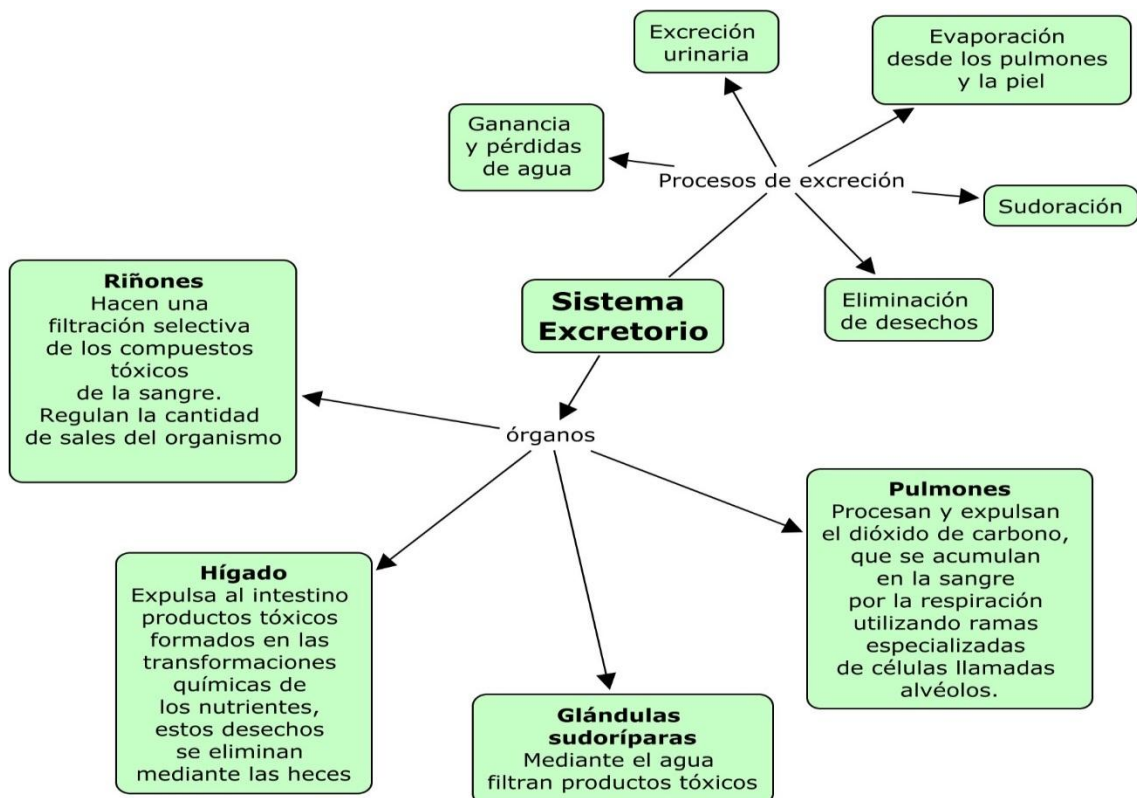 Excreción
urinaria
Evaporación
desde los pulmones
y la piel
Ganancia
y pérdidas
de agua
Procesos de excreción
Sudoración
Eliminación
de desechos
Sistema
Excretorio
Riñones
Hacen una
filtración selectiva
de los compuestos
tóxicos
de la sangre.
Regulan la cantidad
de sales del organismo
órganos
Pulmones
Procesan y expulsan
el dióxido de carbono,
que se acumulan
en la sangre
por la respiración
utilizando ramas
especializadas
de células llamadas
alvéolos.
Hígado
Expulsa al intestino
productos tóxicos
formados en las
transformaciones
químicas de
los nutrientes,
estos desechos
se eliminan
mediante las heces
Glándulas
sudoríparas
Mediante el agua
filtran productos tóxicos